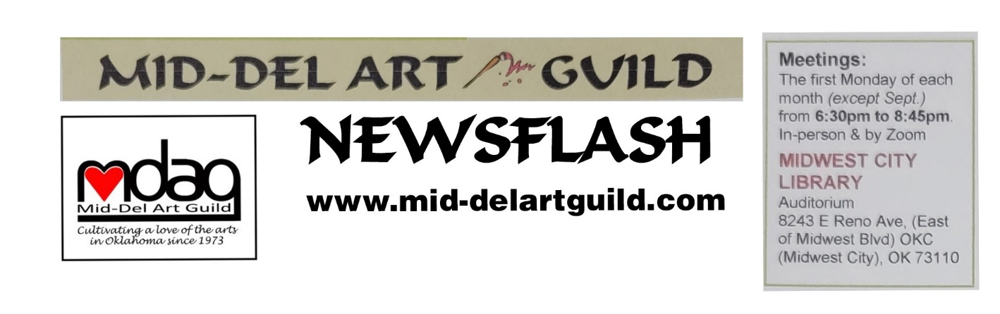 MID-DEL ART GUILD
NEWSFLASH
www.mid-delartguild.com
mdag
Mid-Del Art Guild
Cultivating a love of the arts
in Oklahoma since 1973
Meetings:
The first Monday of each
month (except Sept.)
from 6:30pm to 8:45pm.
In-person & by Zoom
MIDWEST CITY
LIBRARY
Auditorium
8243 E Reno Ave, (East
of Midwest Blvd) OKC
(Midwest City), OK 73110